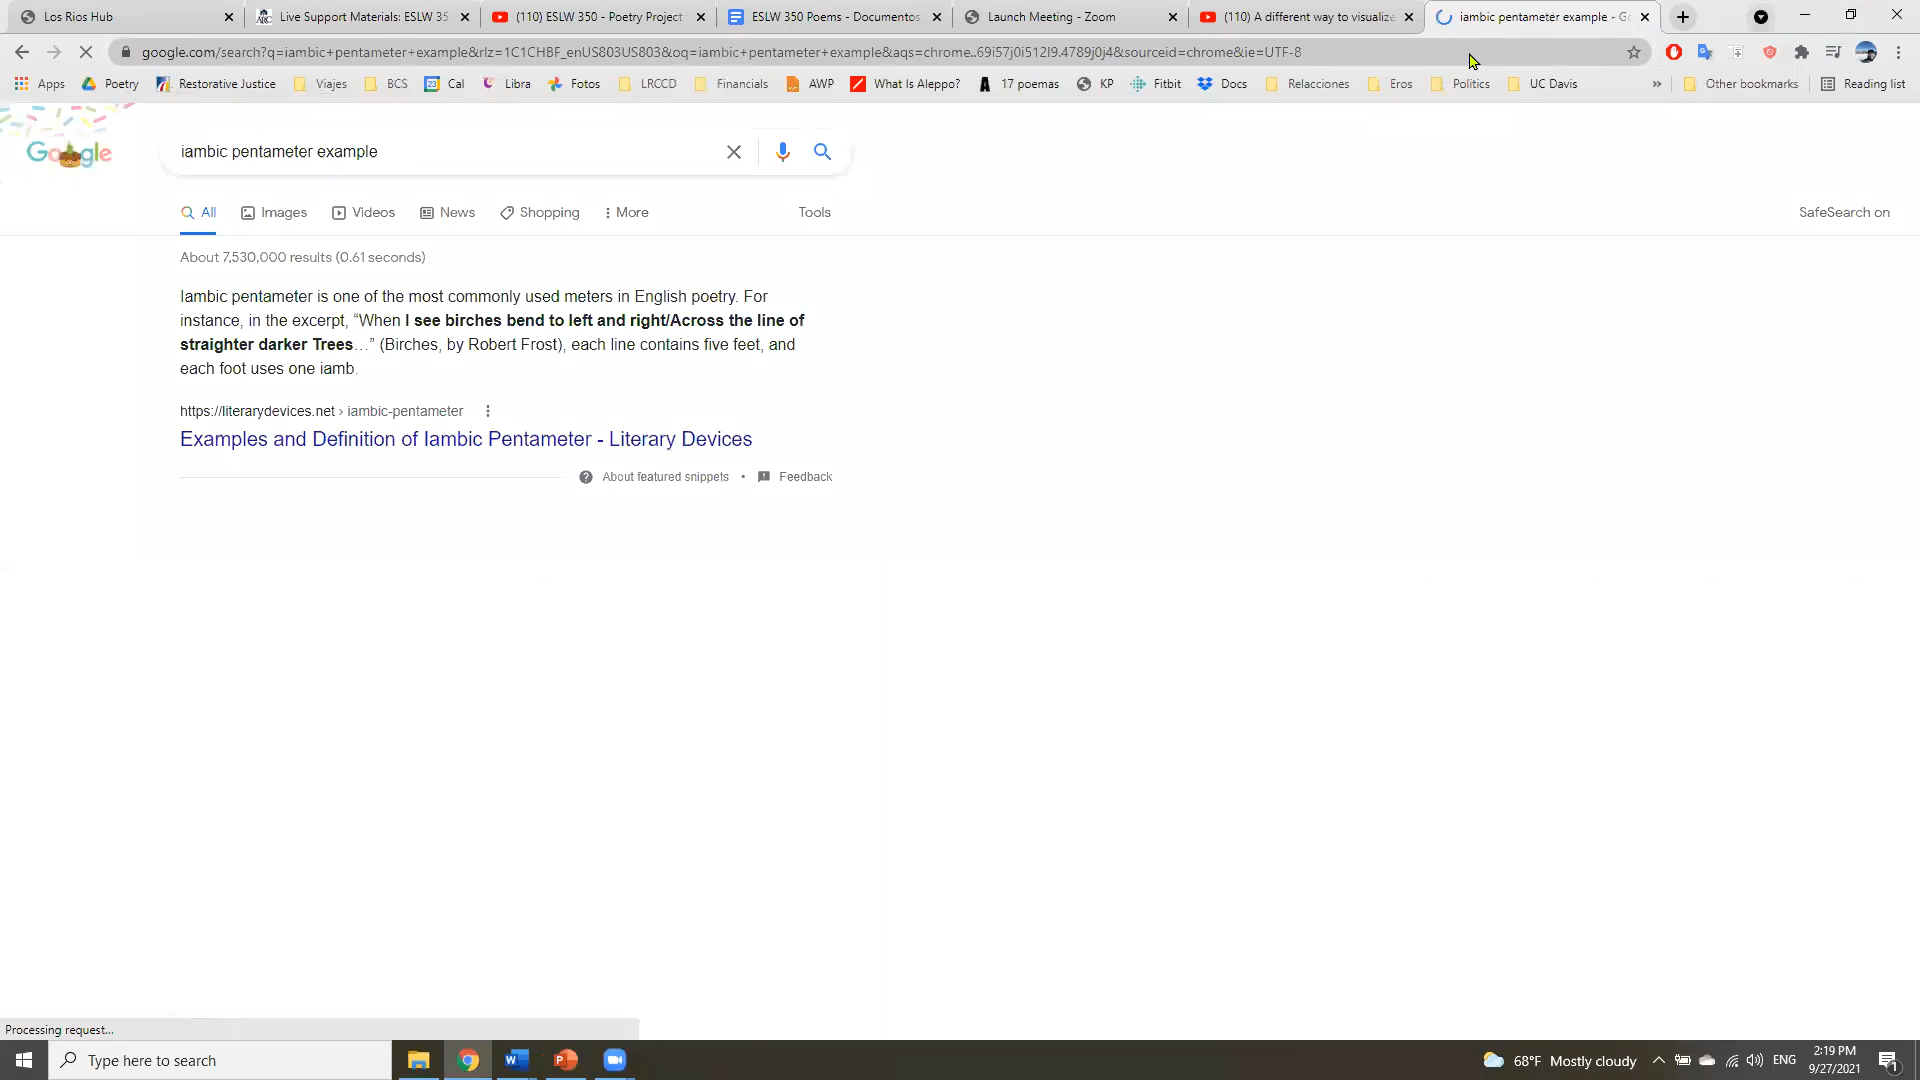 Los Rios Hub
Live Support Materials: ESLW 35
(110) ESLW 350 - Poetry Project
ESLW 350 Poems - Documentos
Launch Meeting - Zoom
(110) A different way to visualize
iambic pentameter example - Go
google.com/search?q=iambic+pentameter+example&rlz=1C1CHBF_enUS803US803&oq=iambic+pentameter+example&aqs=chrome..69i57j0i512l9.4789j0j4&sourceid=chrome&ie=UTF-8
Apps Poetry Restorative Justice Viajes BCS Cal Libra Fotos LRCCD Financials AWP What Is Aleppo? 17 poemas KP Fitbit Docs Relacciones Eros Politics UC Davis » Other bookmarks Reading list
Google
iambic pentameter example
All Images Videos News Shopping More Tools SafeSearch on
About 7,530,000 results (0.61 seconds)
Iambic pentameter is one of the most commonly used meters in English poetry. For
instance, in the excerpt, “When I see birches bend to left and right/Across the line of
straighter darker Trees…” (Birches, by Robert Frost), each line contains five feet, and
each foot uses one iamb.
https://literarydevices.net › iambic-pentameter
Examples and Definition of Iambic Pentameter - Literary Devices
About featured snippets • Feedback
Processing request...
Type here to search
68°F Mostly cloudy
ENG
2:19 PM
9/27/2021
1